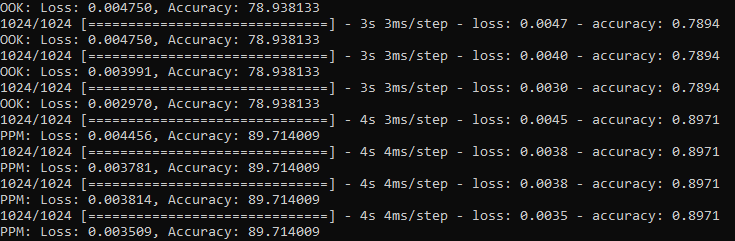 OOK: Loss: 0.004750, Accuracy: 78.938133
1024/1024 [==============================] - 3s 3ms/step - loss: 0.0047 - accuracy: 0.7894
OOK: Loss: 0.004750, Accuracy: 78.938133
1024/1024 [==============================] - 3s 3ms/step - loss: 0.0040 - accuracy: 0.7894
OOK: Loss: 0.003991, Accuracy: 78.938133
1024/1024 [==============================] - 3s 3ms/step - loss: 0.0030 - accuracy: 0.7894
OOK: Loss: 0.002970, Accuracy: 78.938133
1024/1024 [==============================] - 4s 3ms/step - loss: 0.0045 - accuracy: 0.8971
PPM: Loss: 0.004456, Accuracy: 89.714009
1024/1024 [==============================] - 4s 4ms/step - loss: 0.0038 - accuracy: 0.8971
PPM: Loss: 0.003781, Accuracy: 89.714009
1024/1024 [==============================] - 4s 4ms/step - loss: 0.0038 - accuracy: 0.8971
PPM: Loss: 0.003814, Accuracy: 89.714009
1024/1024 [==============================] - 4s 4ms/step - loss: 0.0035 - accuracy: 0.8971
PPM: Loss: 0.003509, Accuracy: 89.714009